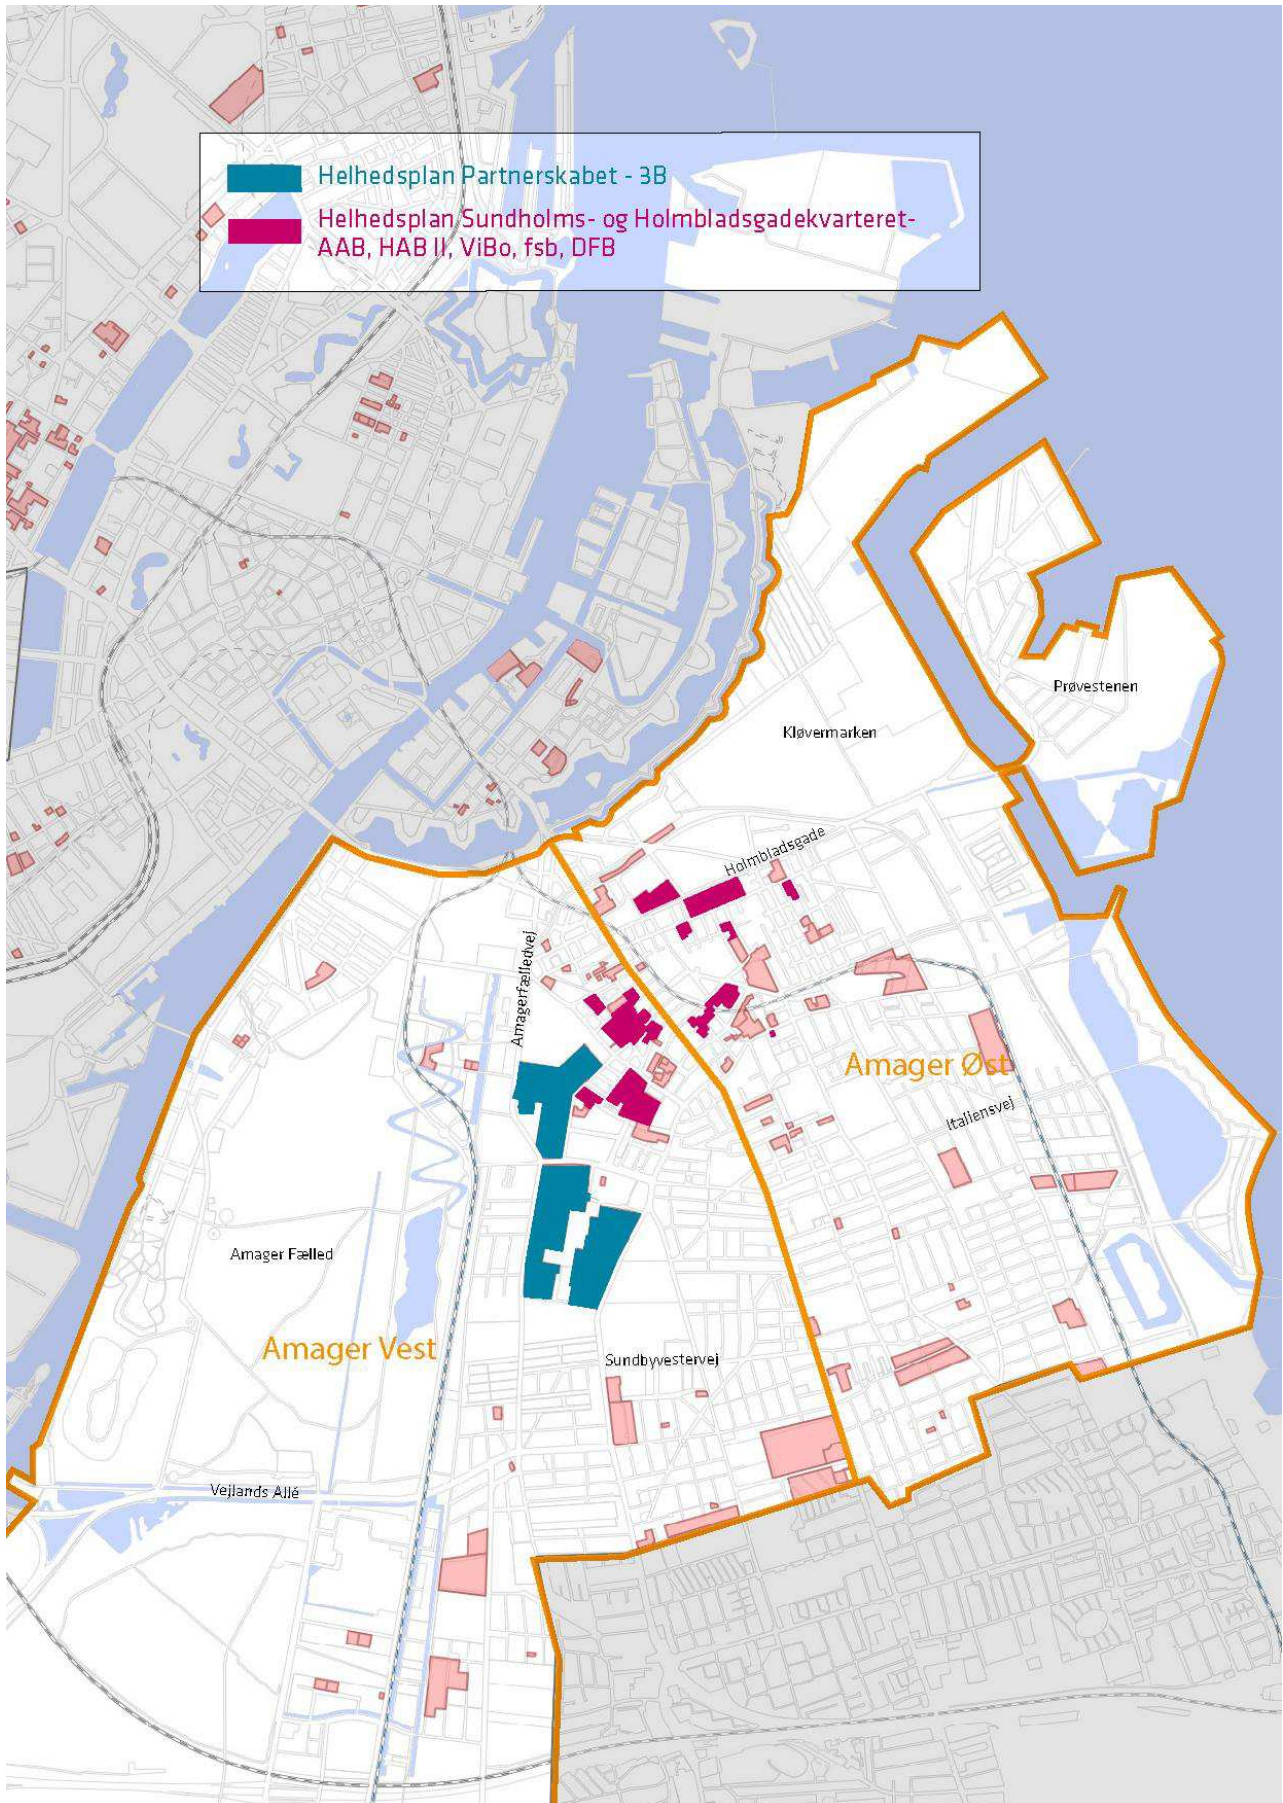 Helhedsplan Partnerskabet - 3B
Helhedsplan Sundholms- og Holmbladsgadekvarteret-
AAB, HAB II, ViBo, fsb, DFB
Prøvestenen
Kløvermarken
Holmbladsgade
Amagerfælledvej
Amager Øst
Italiensvej
Amager Fælled
Amager Vest
Sundbyvestervej
Vejlands Allé